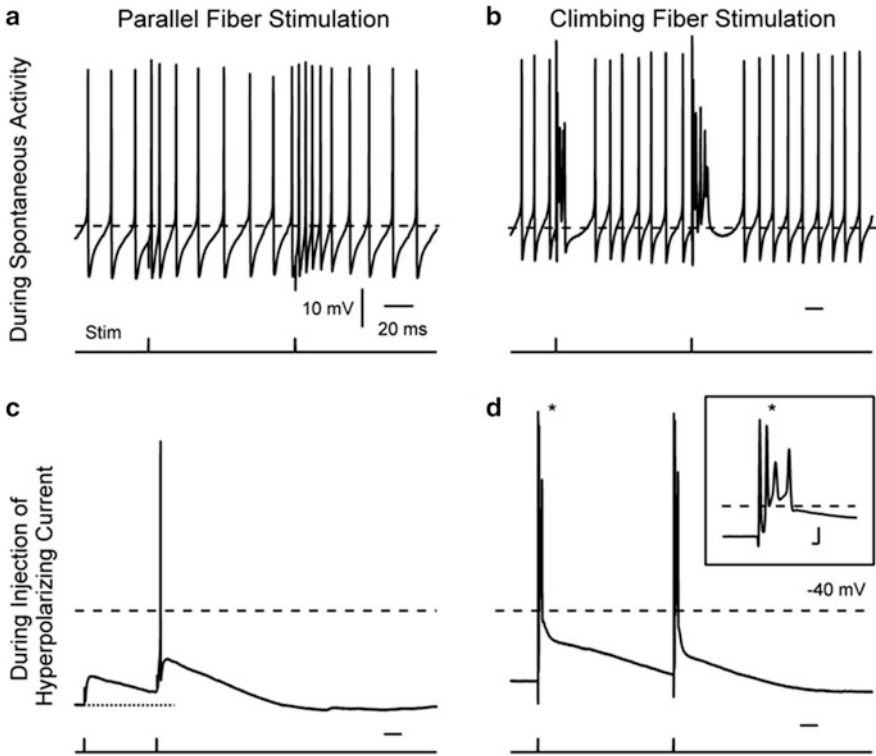 a
Parallel Fiber Stimulation
b
Climbing Fiber Stimulation
During Spontaneous Activity
10 mV
20 ms
Stim
c
d
*
*
During Injection of
Hyperpolarizing Current
-40 mV